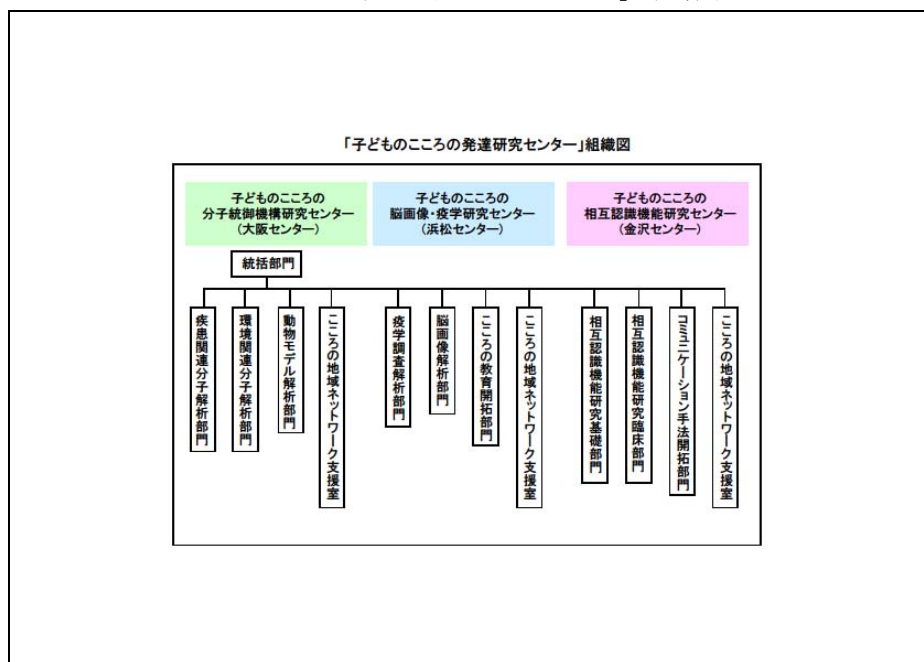 「子どものこころの発達研究センター」組織図
子どものこころの
分子統御機構研究センター
(大阪センター)
子どものこころの
脳画像・疫学研究センター
(浜松センター)
子どものこころの
相互認識機能研究センター
(金沢センター)
統括部門
疾患関連分子解析部門
環境関連分子解析部門
動物モデル解析部門
こころの地域ネットワーク支援室
疫学調査解析部門
脳画像解析部門
こころの教育開拓部門
こころの地域ネットワーク支援室
相互認識機能研究基礎部門
相互認識機能研究臨床部門
コミュニケーション手法開拓部門
こころの地域ネットワーク支援室